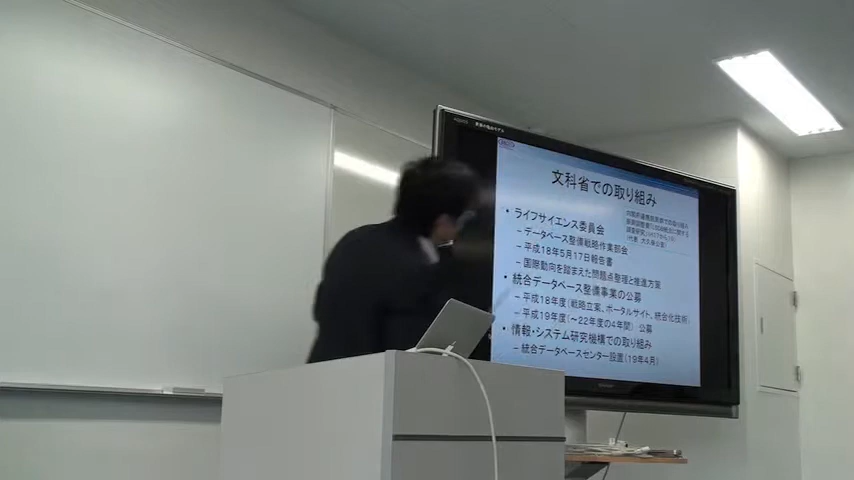 文科省での取り組み
• ライフサイエンス委員会
– データベース整備戦略作業部会
– 平成18年5月17日報告書
– 国際動向を踏まえた問題点整理と推進方策
• 統合データベース整備事業の公募
– 平成18年度(戦略立案、ポータルサイト、統合化技術)
– 平成19年度(~22年度の4年間) 公募
• 情報・システム研究機構での取り組み
– 統合データベースセンター設置(19年4月)